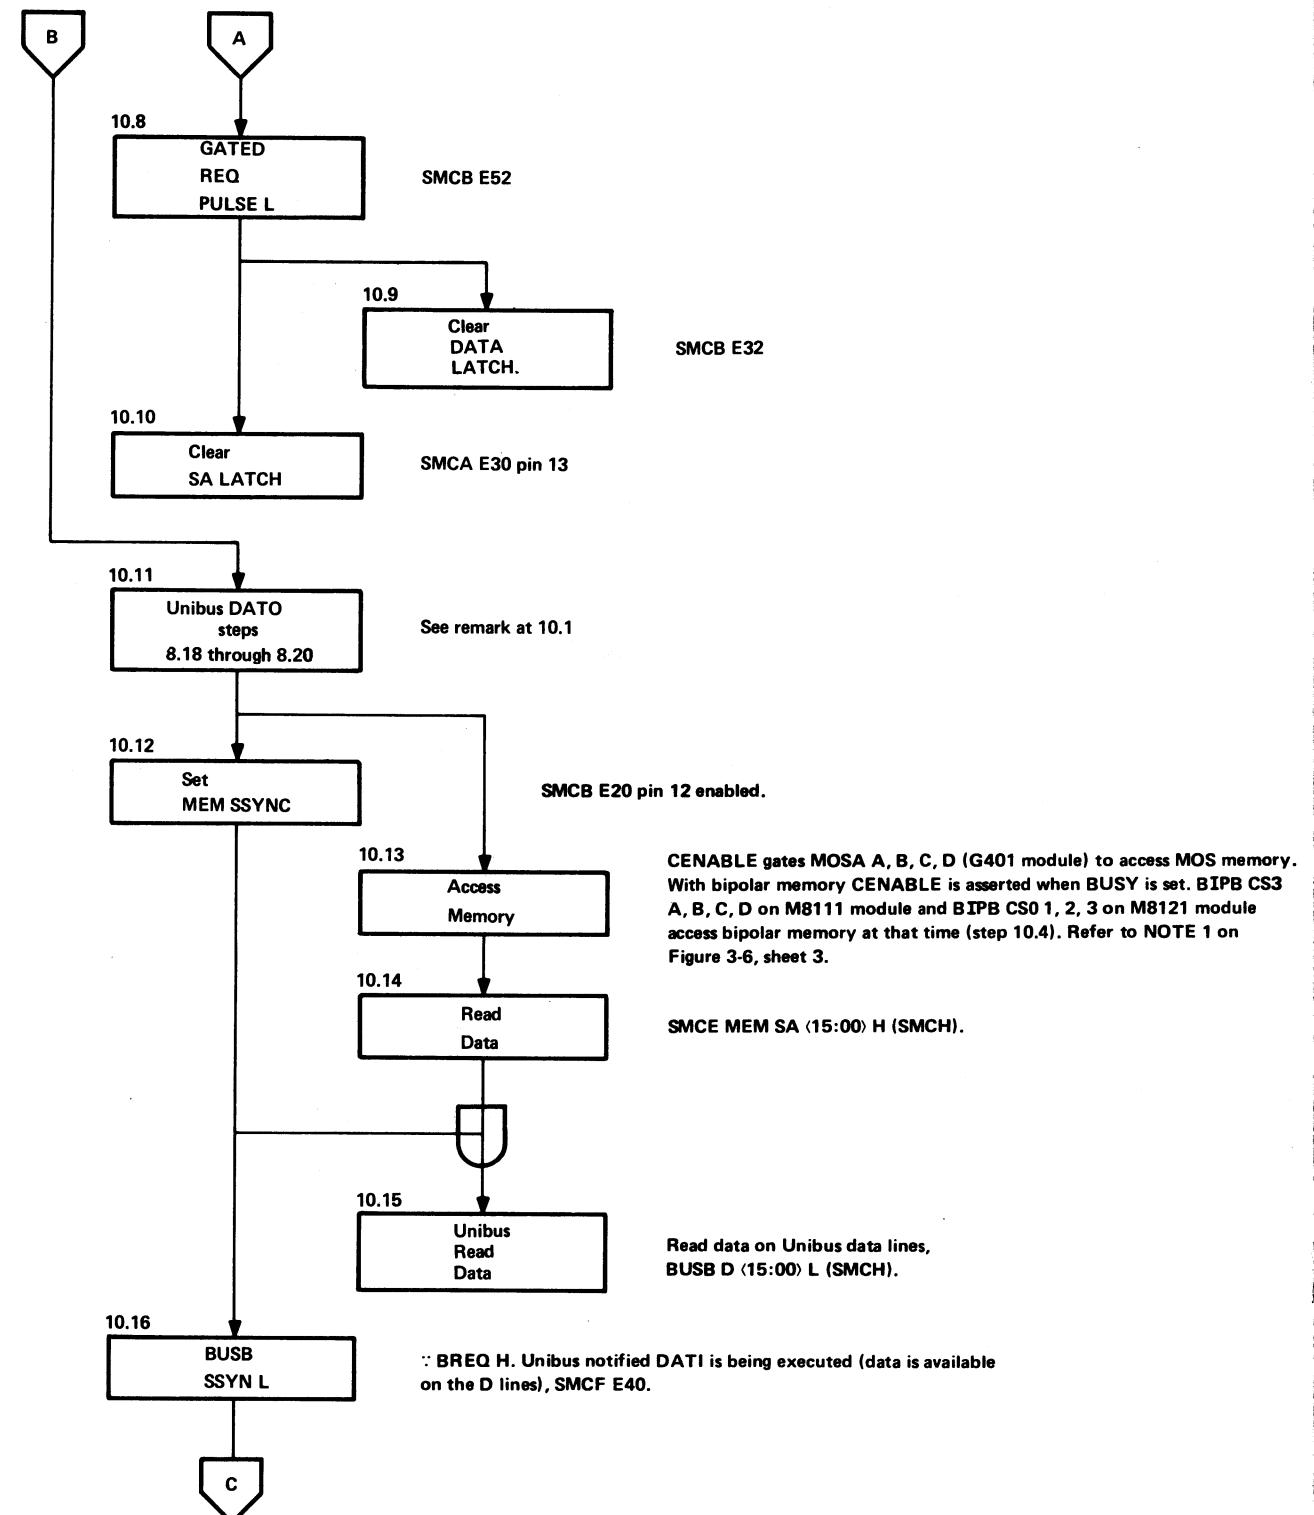 B
A
10.8
GATED
REQ
PULSE L
SMCB E52
10.9
Clear
DATA
LATCH.
SMCB E32
10.10
Clear
SA LATCH
SMCA E30 pin 13
10.11
Unibus DATO
steps
8.18 through 8.20
See remark at 10.1
10.12
Set
MEM SSYNC
SMCB E20 pin 12 enabled.
10.13
Access
Memory
CENABLE gates MOSA A, B, C, D (G401 module) to access MOS memory.
With bipolar memory CENABLE is asserted when BUSY is set. BIPB CS3
A, B, C, D on M8111 module and BIPB CS0 1, 2, 3 on M8121 module
access bipolar memory at that time (step 10.4). Refer to NOTE 1 on
Figure 3-6, sheet 3.
10.14
Read
Data
SMCE MEM SA ⟨15:00⟩ H (SMCH).
10.15
Unibus
Read
Data
Read data on Unibus data lines,
BUSB D ⟨15:00⟩ L (SMCH).
10.16
BUSB
SSYN L
∵ BREQ H. Unibus notified DATI is being executed (data is available
on the D lines), SMCF E40.
C